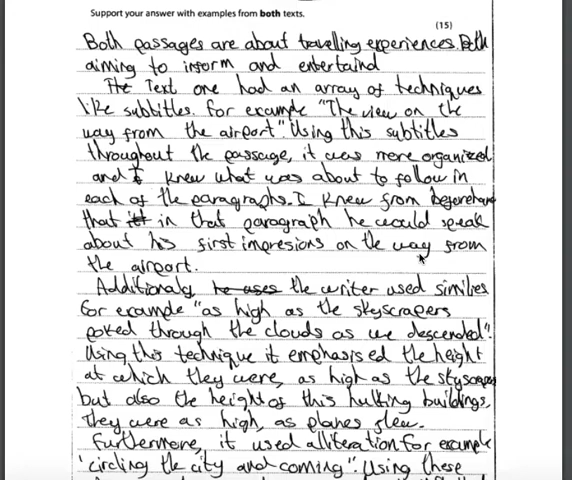 Support your answer with examples from both texts.
(15)
Both passages are about travelling experiences. Both
aiming to inform and entertaind
The Text one had an array of techniques
like subtitles. For example "The view on the
way from the airport". Using this subtitles
throughout the passage, it was more organized
and I knew what was about to follow in
each of the paragraphs. I knew from beforehand
that in that paragraph he would speak
about his first impresions on the way from
the airport.
Additionaly he uses the writer used similies
for example "as high as the skyscrapers
poked through the clouds as we descended".
Using this technique it emphasised the height
at which they were, as high as the skyscrapers
but also the height of this hulking buildings.
They were as high, as planes flew.
Furthermore, it used alliteration for example
'circling the city and coming". Using these